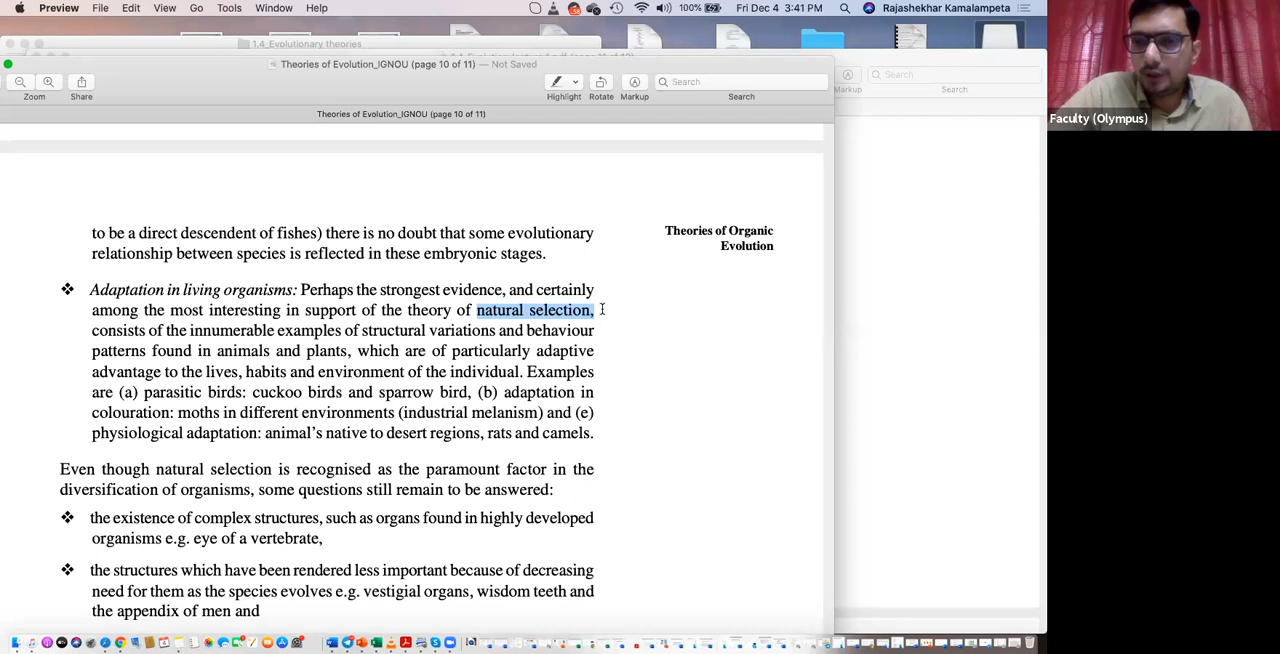 Preview File Edit View Go Tools Window Help 100% Fri Dec 4 3:41 PM Rajashekhar Kamalampeta
1.4_Evolutionary theories
Theories of Evolution_IGNOU (page 10 of 11) — Not Saved
Search
Search
Zoom Share Highlight Rotate Markup Search
Markup Search
Theories of Evolution_IGNOU (page 10 of 11)
Faculty (Olympus)
to be a direct descendent of fishes) there is no doubt that some evolutionary
relationship between species is reflected in these embryonic stages.
Theories of Organic
Evolution
❖ Adaptation in living organisms: Perhaps the strongest evidence, and certainly
among the most interesting in support of the theory of natural selection,
consists of the innumerable examples of structural variations and behaviour
patterns found in animals and plants, which are of particularly adaptive
advantage to the lives, habits and environment of the individual. Examples
are (a) parasitic birds: cuckoo birds and sparrow bird, (b) adaptation in
colouration: moths in different environments (industrial melanism) and (e)
physiological adaptation: animal's native to desert regions, rats and camels.
Even though natural selection is recognised as the paramount factor in the
diversification of organisms, some questions still remain to be answered:
❖ the existence of complex structures, such as organs found in highly developed
organisms e.g. eye of a vertebrate,
❖ the structures which have been rendered less important because of decreasing
need for them as the species evolves e.g. vestigial organs, wisdom teeth and
the appendix of men and